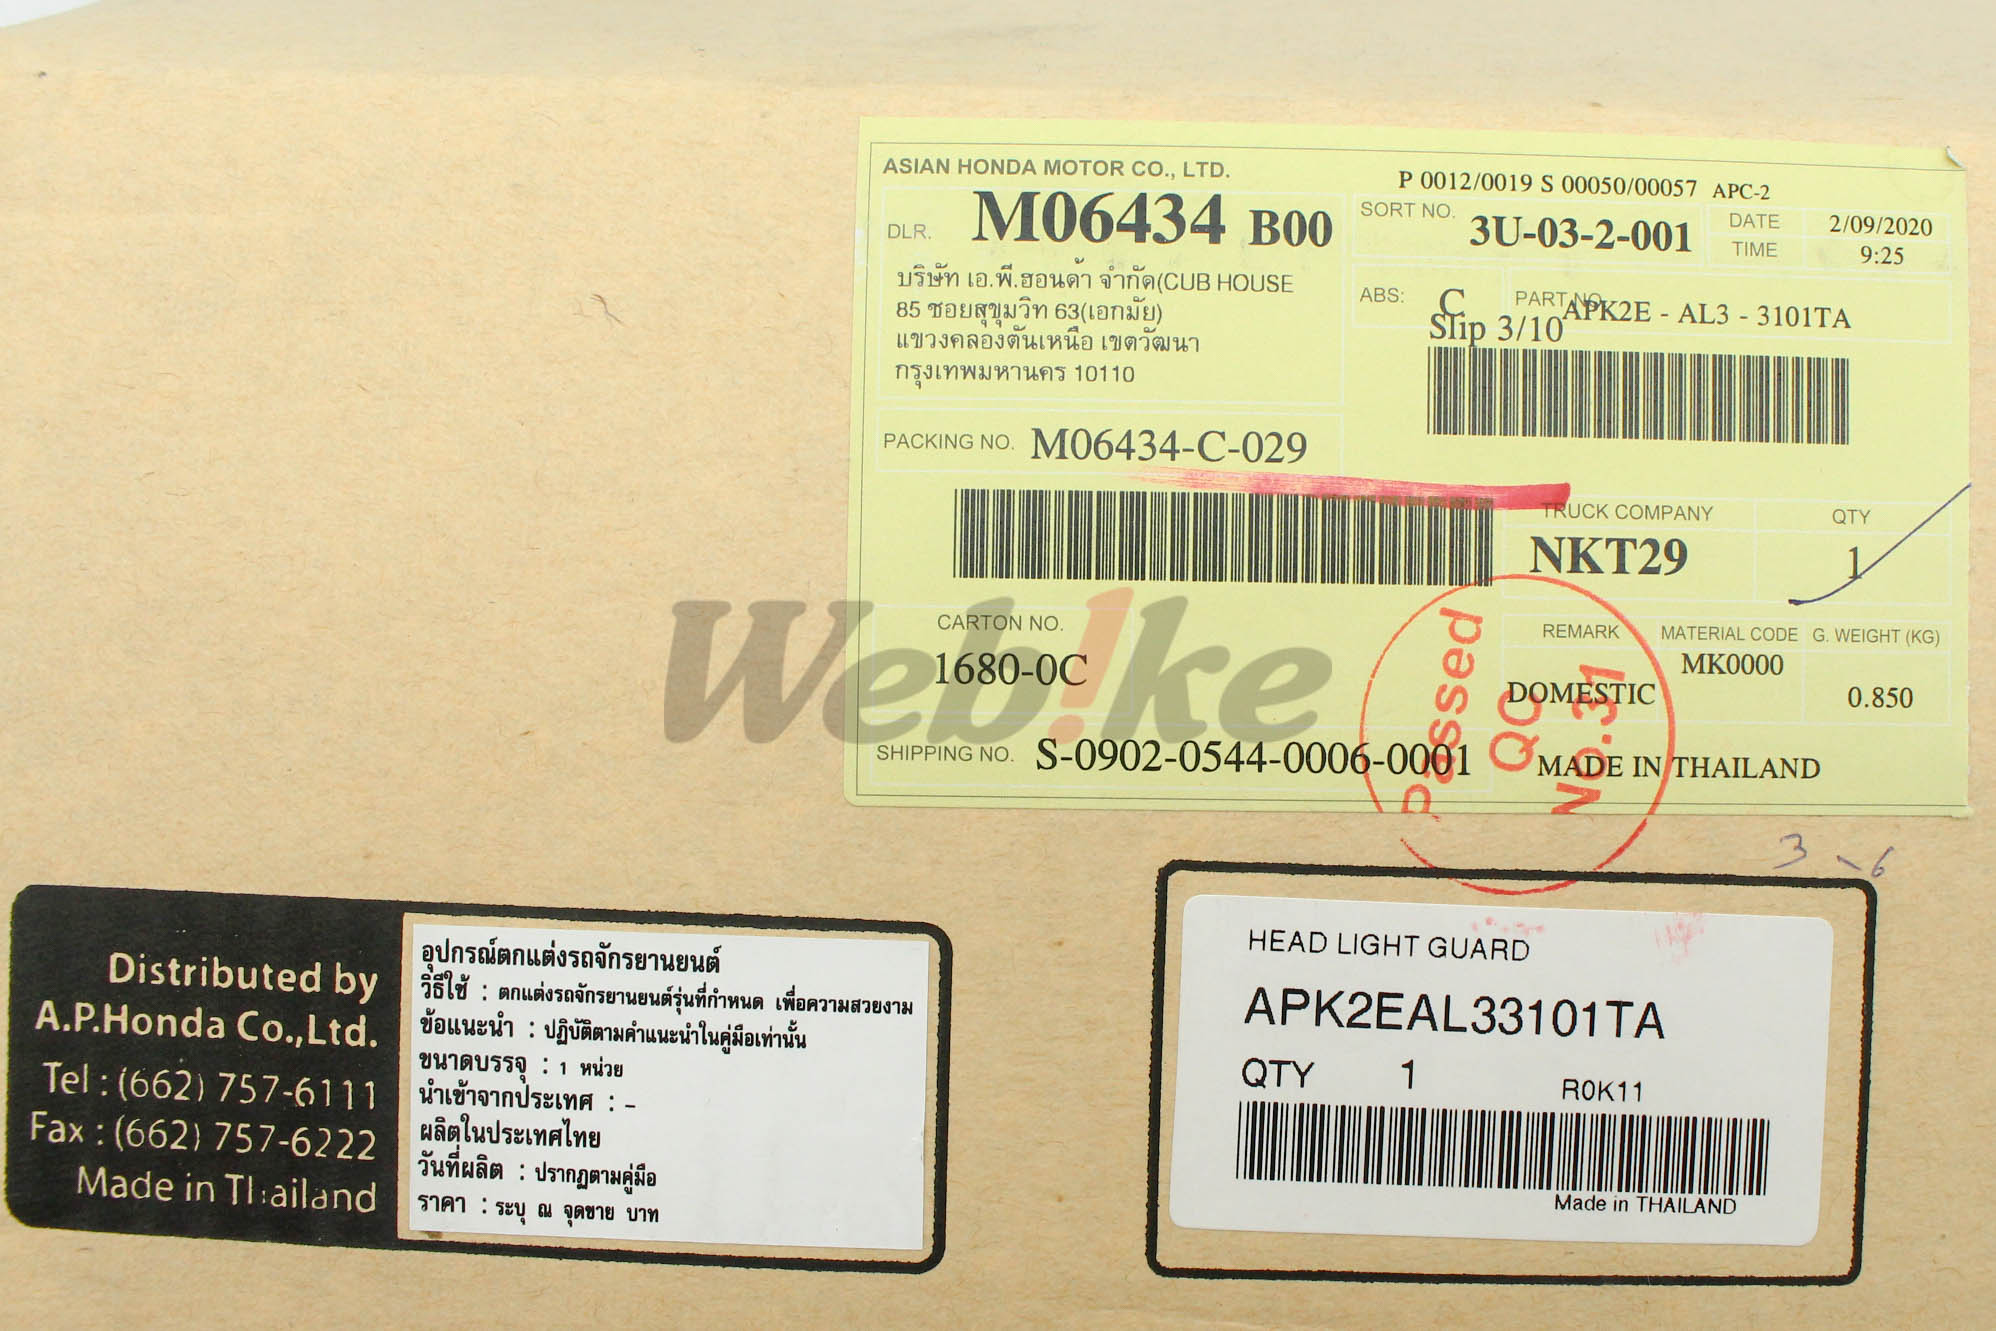 ASIAN HONDA MOTOR CO., LTD.
P 0012/0019 S 00050/00057 APC-2
DLR. M06434 B00
SORT NO. 3U-03-2-001
DATE 2/09/2020
TIME 9:25
บริษัท เอ.พี.ฮอนด้า จำกัด(CUB HOUSE
85 ซอยสุขุมวิท 63(เอกมัย)
แขวงคลองตันเหนือ เขตวัฒนา
กรุงเทพมหานคร 10110
ABS: C
PART NO. APK2E - AL3 - 3101TA
Slip 3/10
PACKING NO. M06434-C-029
TRUCK COMPANY
NKT29
QTY
1
CARTON NO.
1680-0C
REMARK
DOMESTIC
MATERIAL CODE
MK0000
G. WEIGHT (KG)
0.850
SHIPPING NO. S-0902-0544-0006-0001
MADE IN THAILAND
Passed
QC
No.31
Web!ke
3 - 6
Distributed by
A.P.Honda Co.,Ltd.
Tel : (662) 757-6111
Fax : (662) 757-6222
Made in Thailand
อุปกรณ์ตกแต่งรถจักรยานยนต์
วิธีใช้ : ตกแต่งรถจักรยานยนต์รุ่นที่กำหนด เพื่อความสวยงาม
ข้อแนะนำ : ปฏิบัติตามคำแนะนำในคู่มือเท่านั้น
ขนาดบรรจุ : 1 หน่วย
นำเข้าจากประเทศ : -
ผลิตในประเทศไทย
วันที่ผลิต : ปรากฏตามคู่มือ
ราคา : ระบุ ณ จุดขาย บาท
HEAD LIGHT GUARD
APK2EAL33101TA
QTY 1 R0K11
Made in THAILAND